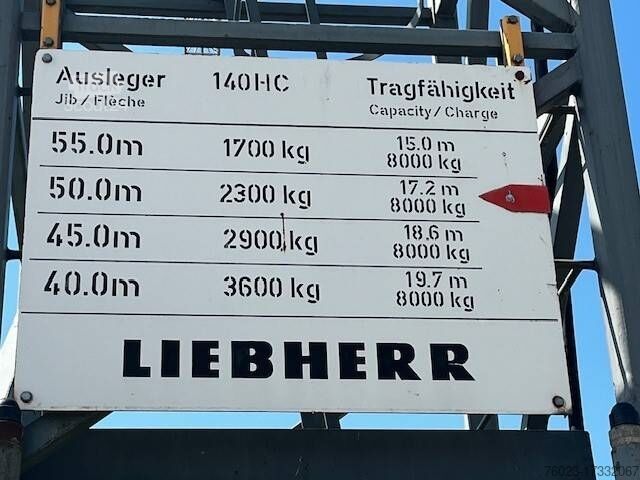 Ausleger 140HC Tragfähigkeit
Jib / Flèche Capacity / Charge
55.0m 1700 kg 15.0 m
8000 kg
50.0m 2300 kg 17.2 m
8000 kg
45.0m 2900 kg 18.6 m
8000 kg
40.0m 3600 kg 19.7 m
8000 kg
LIEBHERR
76023-17332067